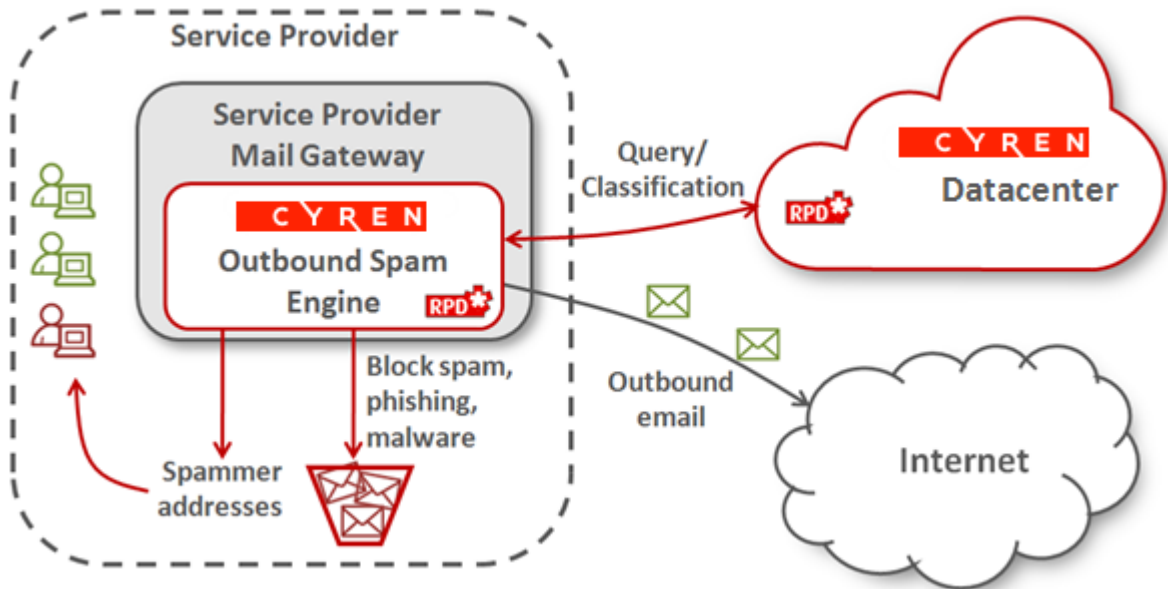 Service Provider
Service Provider
Mail Gateway
CYREN
Outbound Spam
Engine
RPD*
Query/
Classification
CYREN
Datacenter
RPD*
Block spam,
phishing,
malware
Spammer
addresses
Outbound
email
Internet